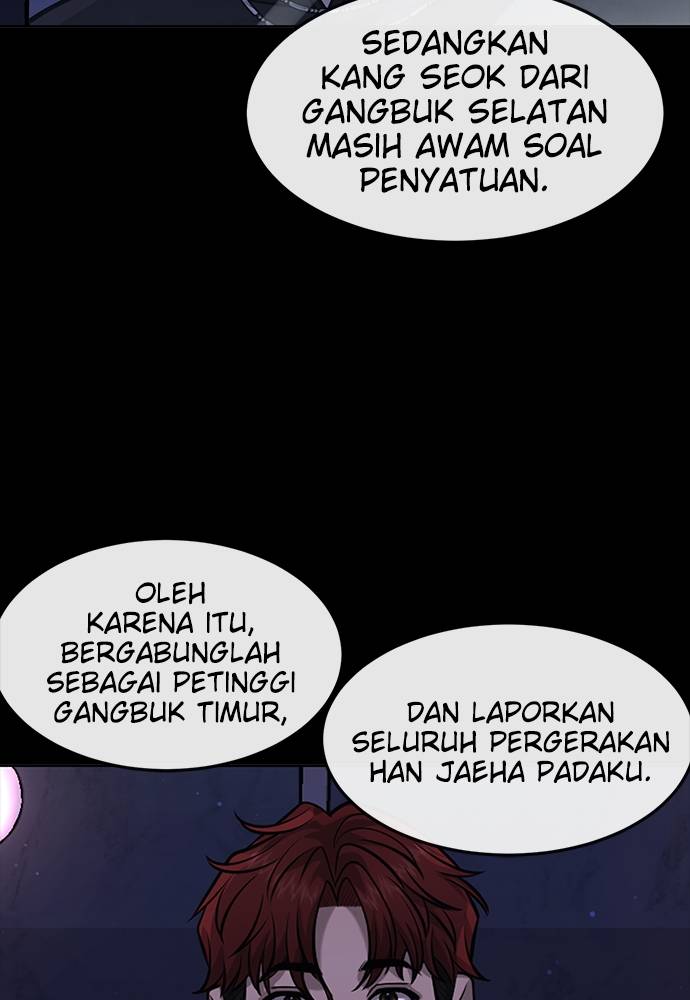 SEDANGKAN
KANG SEOK DARI
GANGBUK SELATAN
MASIH AWAM SOAL
PENYATUAN.
OLEH
KARENA ITU,
BERGABUNGLAH
SEBAGAI PETINGGI
GANGBUK TIMUR,
DAN LAPORKAN
SELURUH PERGERAKAN
HAN JAEHA PADAKU.